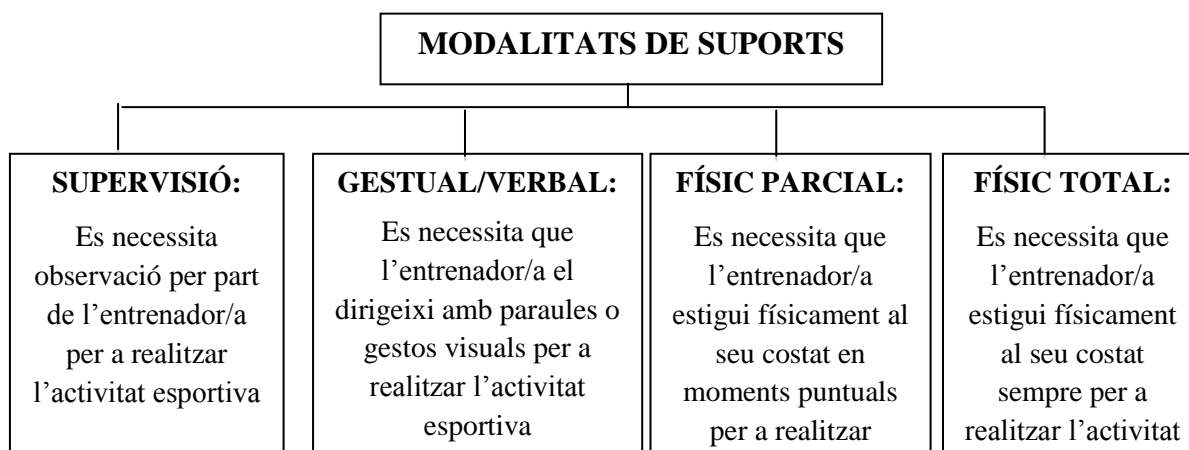 MODALITATS DE SUPORTS
SUPERVISIÓ:
Es necessita
observació per part
de l’entrenador/a
per a realitzar
l’activitat esportiva
GESTUAL/VERBAL:
Es necessita que
l’entrenador/a el
dirigeixi amb paraules o
gestos visuals per a
realitzar l’activitat
esportiva
FÍSIC PARCIAL:
Es necessita que
l’entrenador/a
estigui físicament al
seu costat en
moments puntuals
per a realitzar
FÍSIC TOTAL:
Es necessita que
l’entrenador/a
estigui físicament
al seu costat
sempre per a
realitzar l’activitat